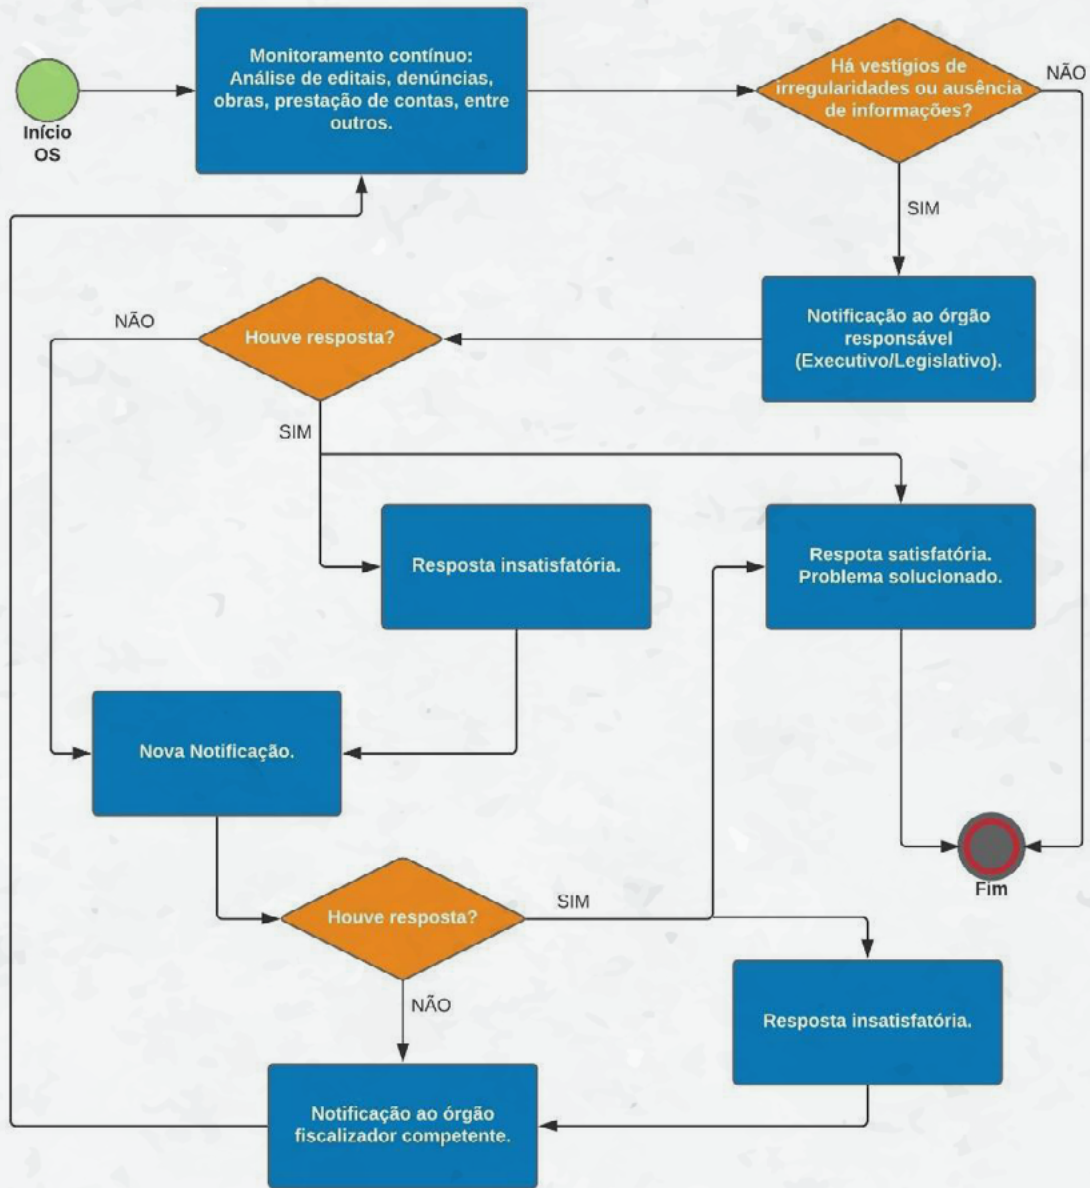 Monitoramento contínuo:
Análise de editais, denúncias,
obras, prestação de contas, entre
outros.
Há vestígios de
irregularidades ou ausência
de informações?
NÃO
Início
OS
SIM
Notificação ao órgão
responsável
(Executivo/Legislativo).
Houve resposta?
NÃO
SIM
Resposta insatisfatória.
Respota satisfatória.
Problema solucionado.
Nova Notificação.
Fim
Houve resposta?
SIM
NÃO
Resposta insatisfatória.
Notificação ao órgão
fiscalizador competente.